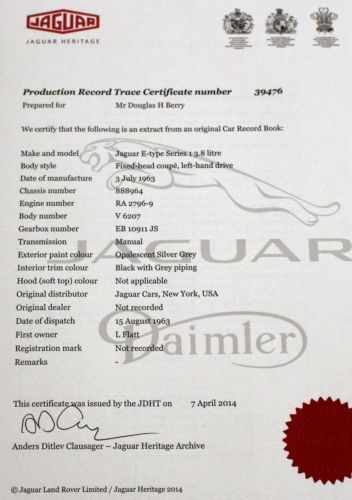 JAGUAR
JAGUAR HERITAGE
Production Record Trace Certificate number 39476
Prepared for Mr Douglas H Berry
We certify that the following is an extract from an original Car Record Book:
Make and model Jaguar E-type Series 1 3.8 litre
Body style Fixed-head coupé, left-hand drive
Date of manufacture 3 July 1963
Chassis number 888964
Engine number RA 2796-9
Body number V 6207
Gearbox number EB 10911 JS
Transmission Manual
Exterior paint colour Opalescent Silver Grey
Interior trim colour Black with Grey piping
Hood (soft top) colour Not applicable
Original distributor Jaguar Cars, New York, USA
Original dealer Not recorded
Date of dispatch 15 August 1963
First owner L Flatt
Registration mark Not recorded
Remarks -
JAGUAR
Daimler
This certificate was issued by the JDHT on 7 April 2014
Anders Ditlev Clausager – Jaguar Heritage Archive
© Jaguar Land Rover Limited / Jaguar Heritage 2014